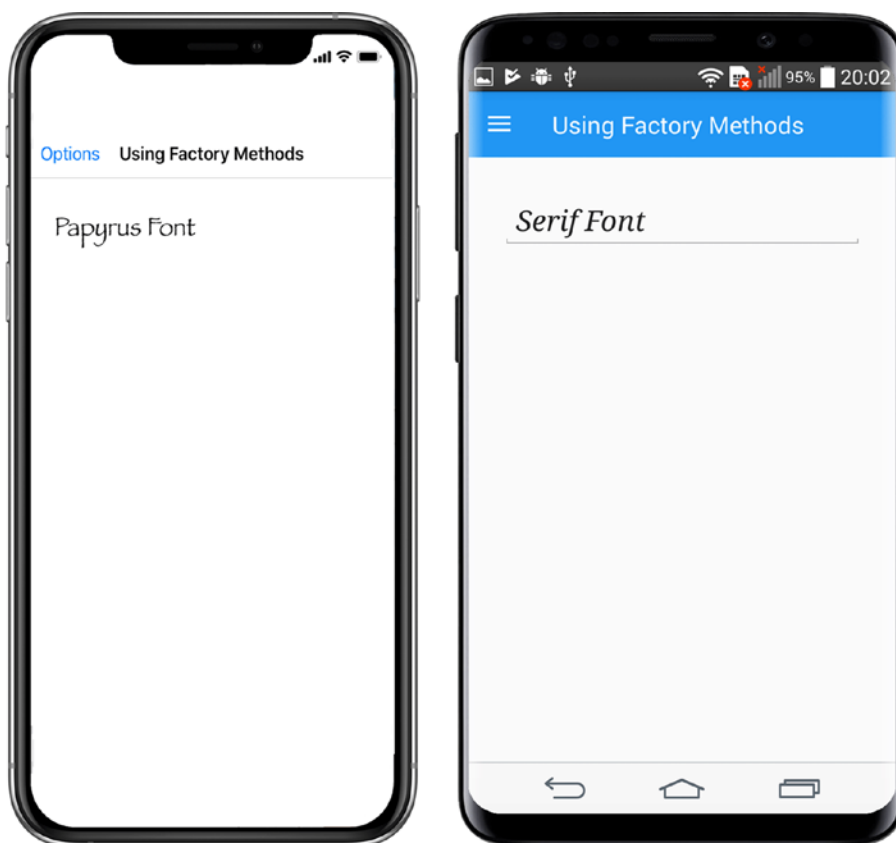 Options Using Factory Methods
Papyrus Font
95% 20:02
Using Factory Methods
Serif Font